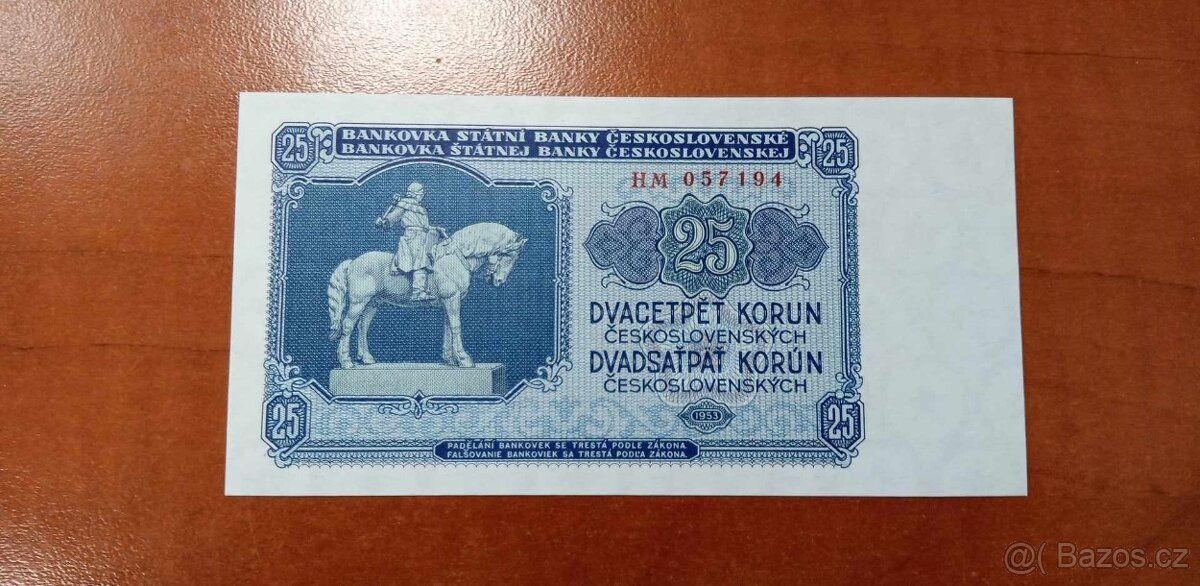 BANKOVKA STÁTNÍ BANKY ČESKOSLOVENSKÉ
BANKOVKA ŠTÁTNEJ BANKY ČESKOSLOVENSKEJ
25
25
HM 057194
25
DVACETPĚT KORUN
ČESKOSLOVENSKÝCH
DVADSAŤPÄŤ KORÚN
ČESKOSLOVENSKÝCH
1953
25
25
PADĚLÁNÍ BANKOVEK SE TRESTÁ PODLE ZÁKONA
FALŠOVANIE BANKOVIEK SA TRESTÁ PODĽA ZÁKONA
@( Bazos.cz